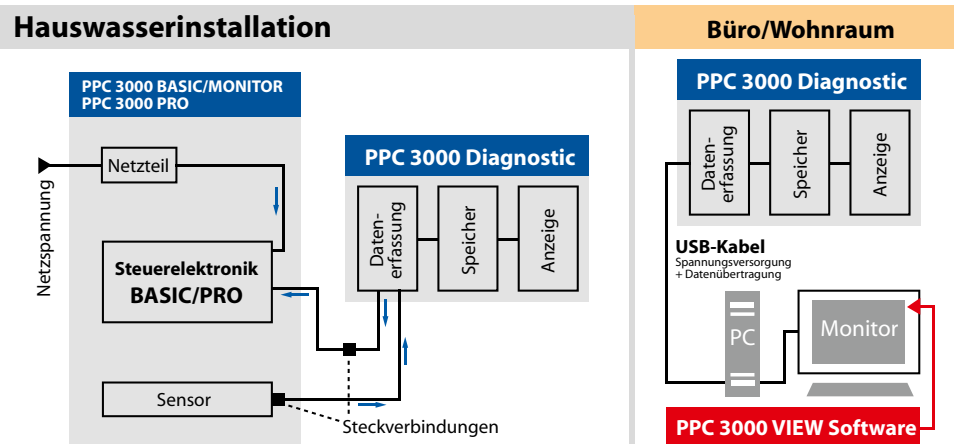 Hauswasserinstallation
PPC 3000 BASIC/MONITOR
PPC 3000 PRO
Netzspannung
Netzteil
Steuerelektronik
BASIC/PRO
Sensor
PPC 3000 Diagnostic
Daten-
erfassung
Speicher
Anzeige
Steckverbindungen
Büro/Wohnraum
PPC 3000 Diagnostic
Daten-
erfassung
Speicher
Anzeige
USB-Kabel
Spannungsversorgung
+ Datenübertragung
PC
Monitor
PPC 3000 VIEW Software